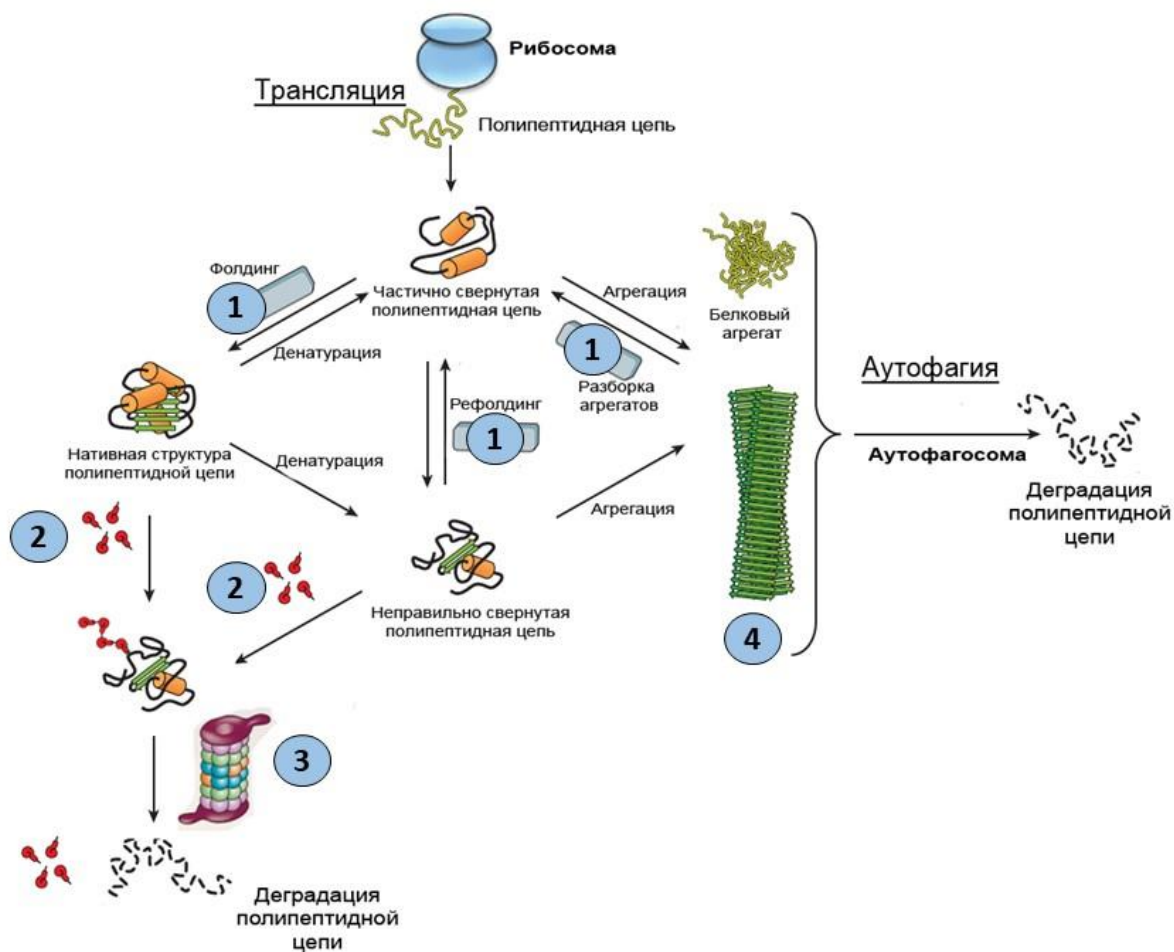 Рибосома
Трансляция
Полипептидная цепь
Фолдинг
1
Частично свернутая
полипептидная цепь
Денатурация
Агрегация
1
Разборка
агрегатов
Белковый
агрегат
Аутофагия
Рефолдинг
1
Нативная структура
полипептидной цепи
Денатурация
Агрегация
Аутофагосома
Деградация
полипептидной
цепи
2
2
Неправильно свернутая
полипептидная цепь
4
3
Деградация
полипептидной
цепи